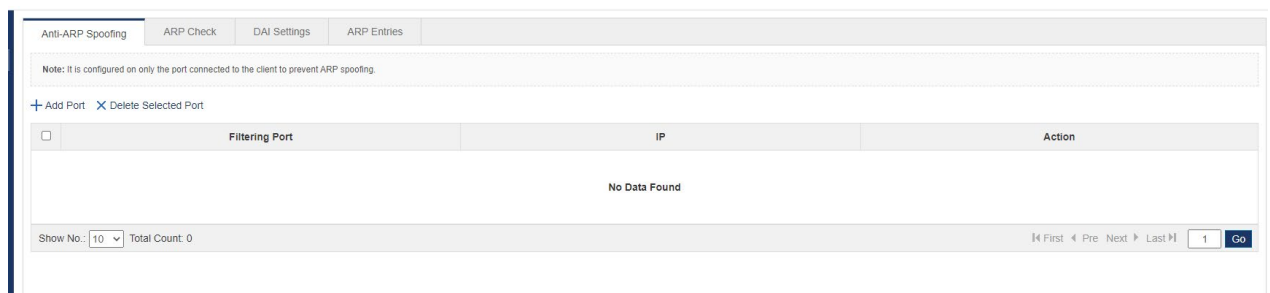 Anti-ARP Spoofing ARP Check DAI Settings ARP Entries
Note: It is configured on only the port connected to the client to prevent ARP spoofing.
Add Port Delete Selected Port
Filtering Port IP Action
No Data Found
Show No.: 10 Total Count: 0 First Pre Next Last 1 Go